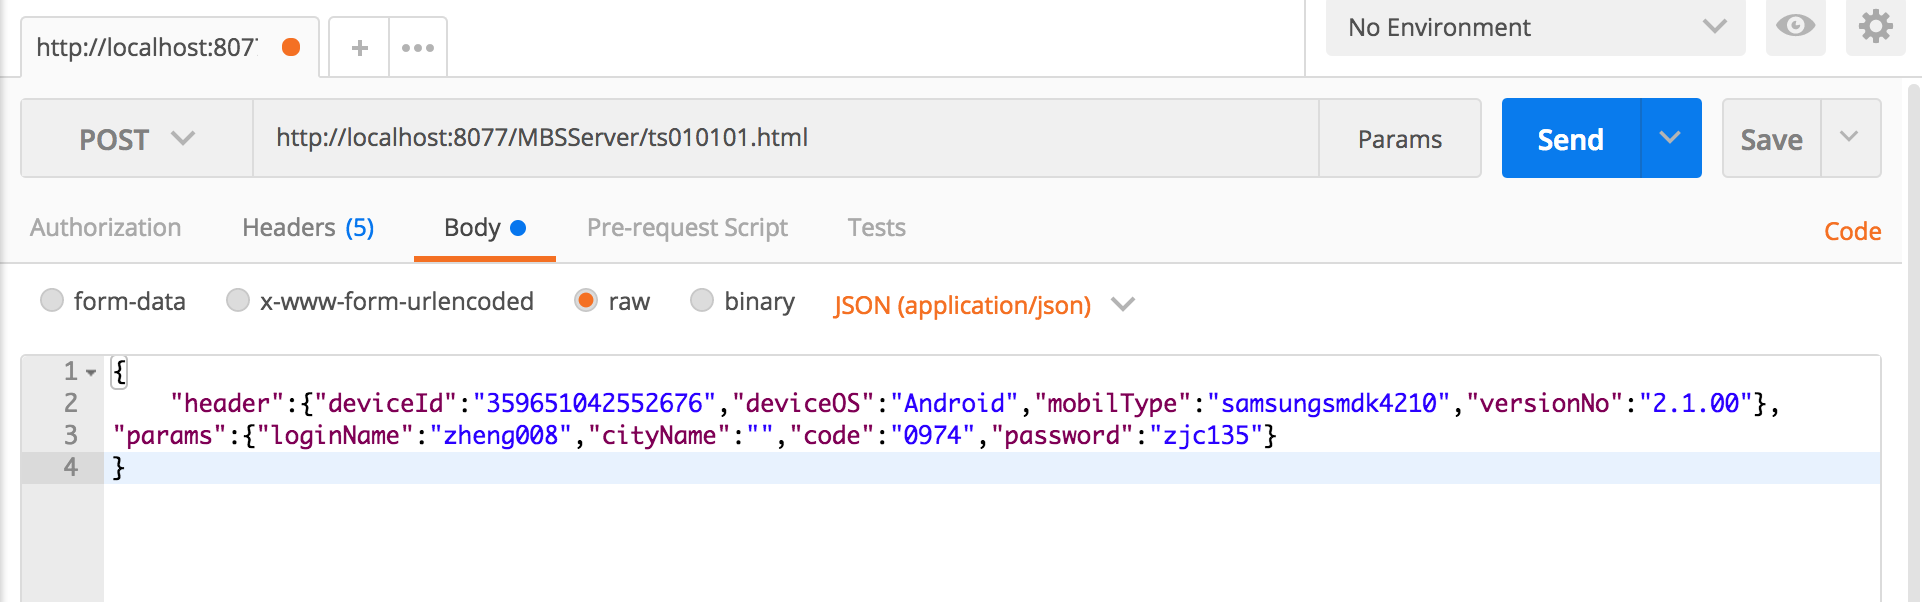 http://localhost:807
No Environment
POST http://localhost:8077/MBSServer/ts010101.html Params Send Save
Authorization Headers (5) Body Pre-request Script Tests Code
form-data x-www-form-urlencoded raw binary JSON (application/json)
1 {
2 "header":{"deviceId":"359651042552676","deviceOS":"Android","mobilType":"samsungsmdk4210","versionNo":"2.1.00"},
3 "params":{"loginName":"zheng008","cityName":"","code":"0974","password":"zjc135"}
4 }